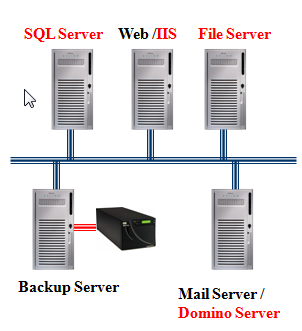 SQL Server
Web /IIS
File Server
Backup Server
Mail Server /
Domino Server